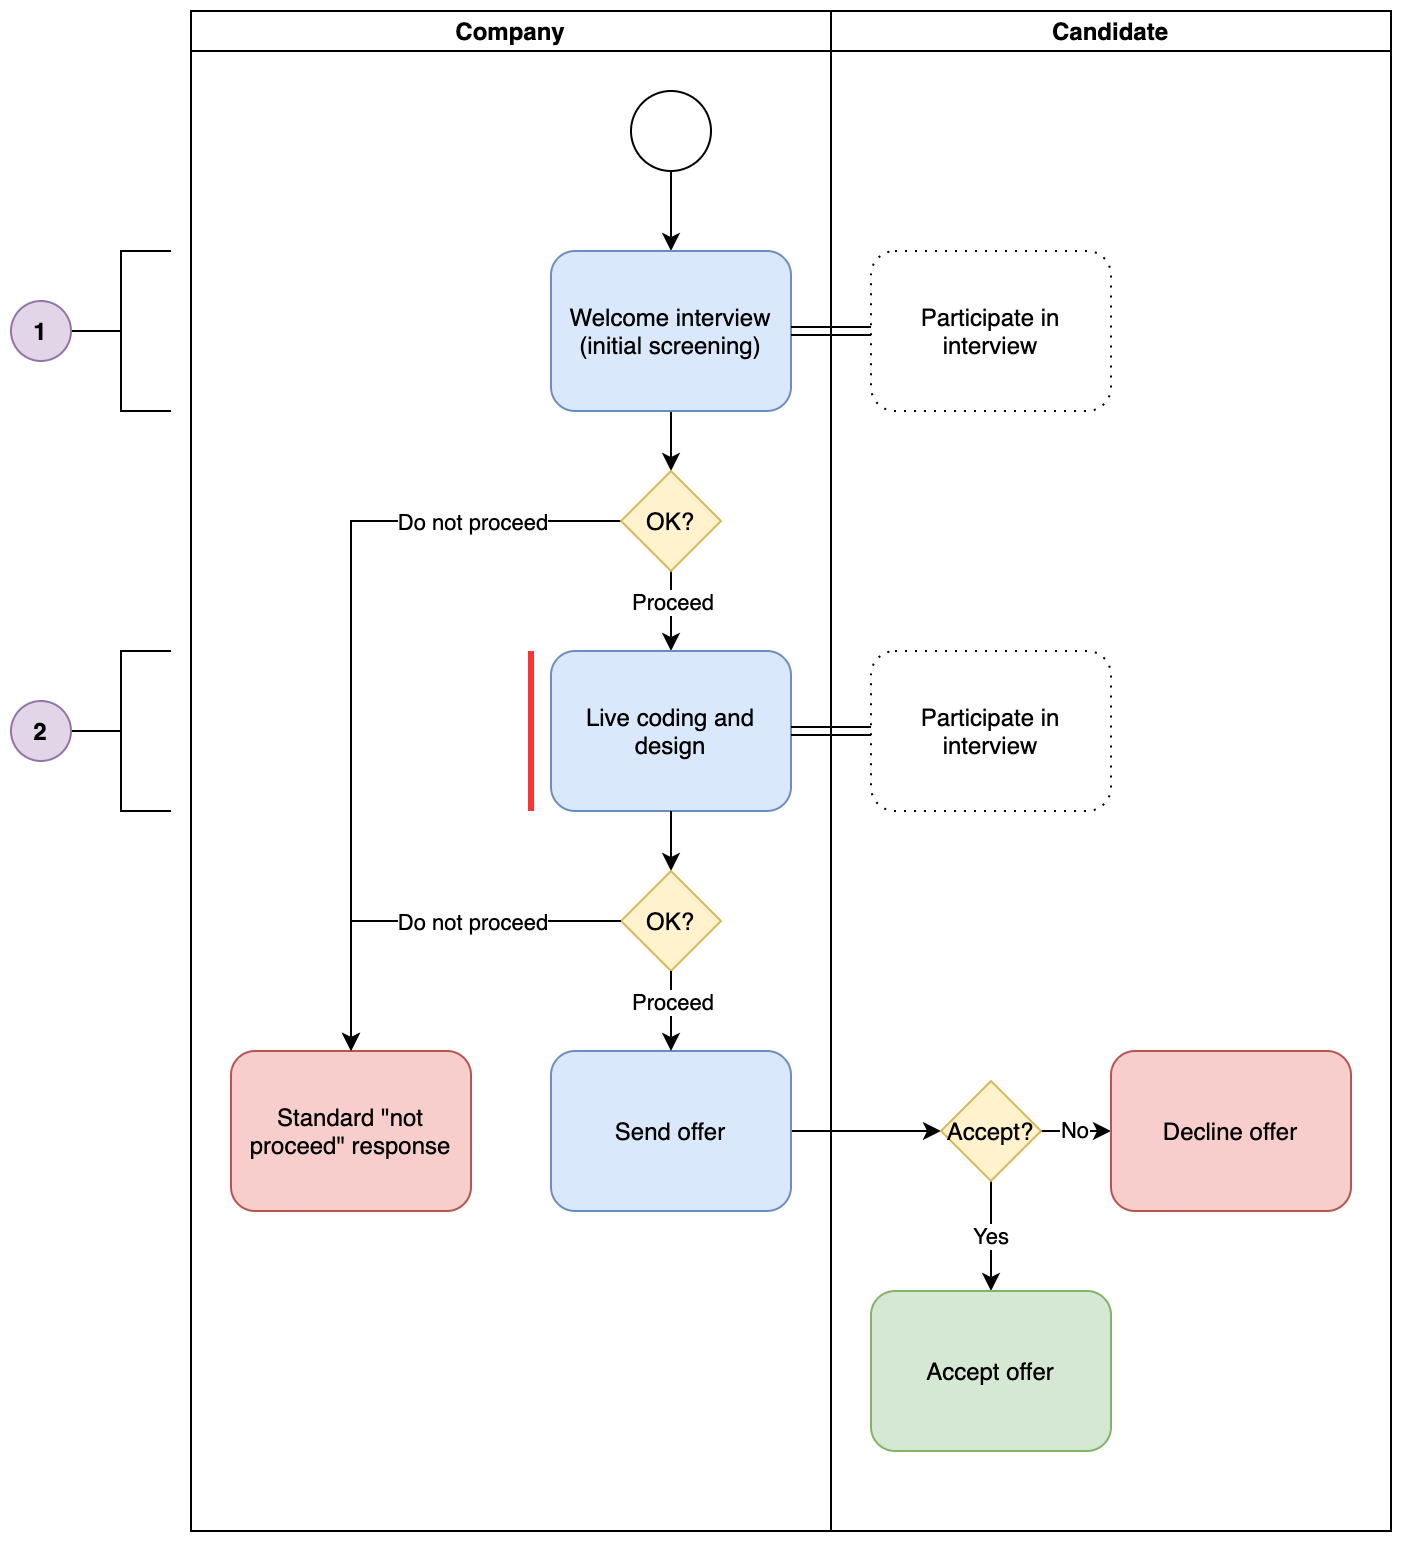 Company
Candidate
1
Welcome interview
(initial screening)
Participate in
interview
OK?
Do not proceed
Proceed
2
Live coding and
design
Participate in
interview
OK?
Do not proceed
Proceed
Standard "not
proceed" response
Send offer
Accept?
No
Decline offer
Yes
Accept offer